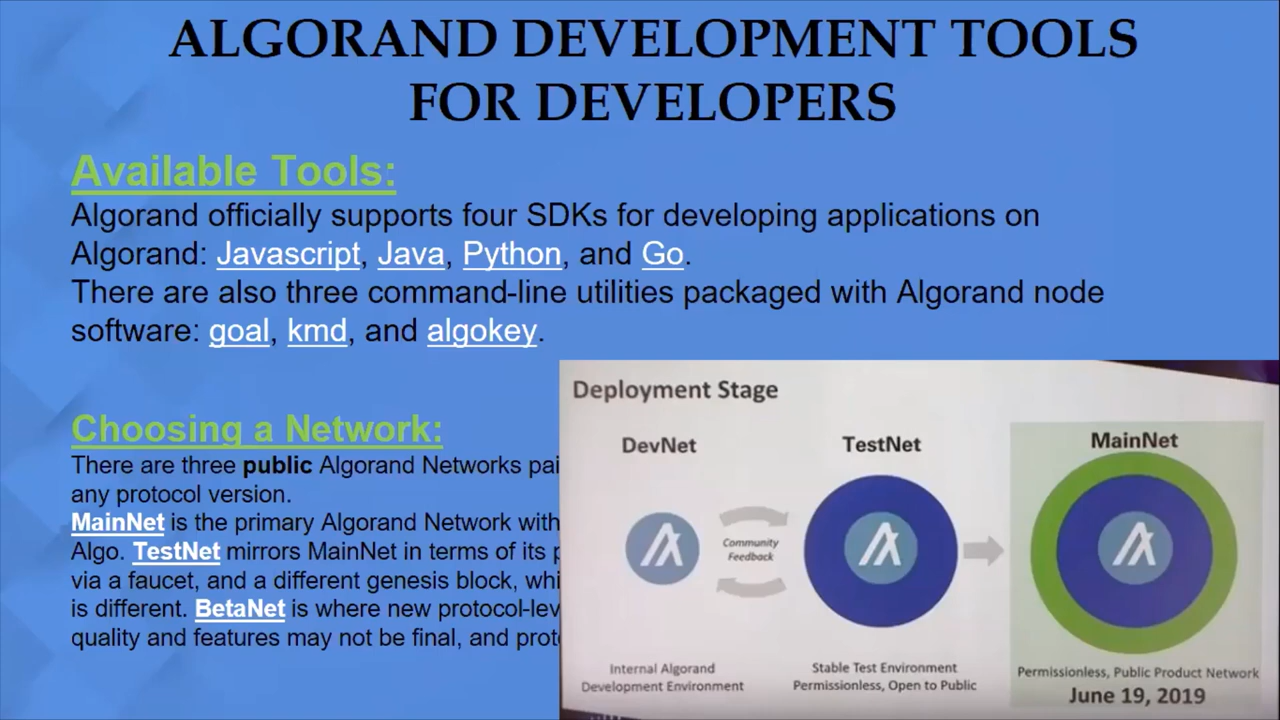 ALGORAND DEVELOPMENT TOOLS
FOR DEVELOPERS
Available Tools:
Algorand officially supports four SDKs for developing applications on
Algorand: Javascript, Java, Python, and Go.
There are also three command-line utilities packaged with Algorand node
software: goal, kmd, and algokey.
Choosing a Network:
There are three public Algorand Networks
any protocol version.
MainNet is the primary Algorand Network with
Algo. TestNet mirrors MainNet in terms of its
via a faucet, and a different genesis block,
is different. BetaNet is where new
quality and features may not be final, and
Deployment Stage
DevNet
TestNet
MainNet
Community
Feedback
Internal Algorand
Development Environment
Stable Test Environment
Permissionless, Open to Public
Permissionless, Public Product Network
June 19, 2019